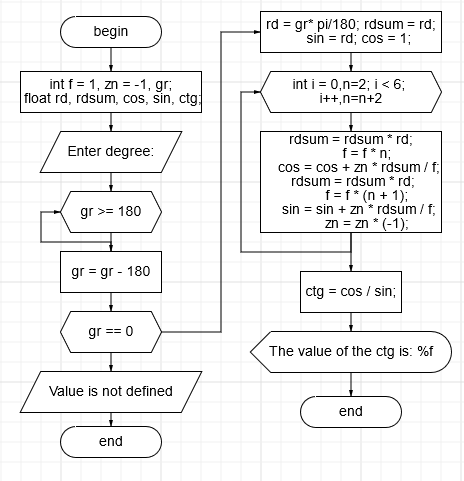 begin
int f = 1, zn = -1, gr;
float rd, rdsum, cos, sin, ctg;
Enter degree:
gr >= 180
gr = gr - 180
gr == 0
Value is not defined
end
rd = gr* pi/180; rdsum = rd;
sin = rd; cos = 1;
int i = 0,n=2; i < 6;
i++,n=n+2
rdsum = rdsum * rd;
f = f * n;
cos = cos + zn * rdsum / f;
rdsum = rdsum * rd;
f = f * (n + 1);
sin = sin + zn * rdsum / f;
zn = zn * (-1);
ctg = cos / sin;
The value of the ctg is: %f
end